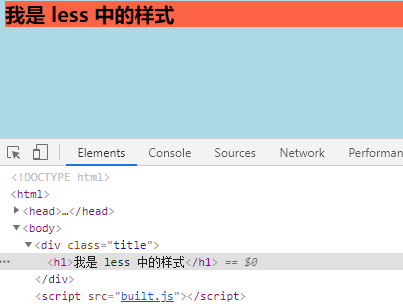 我是 less 中的样式
Elements Console Sources Network Performan
<!DOCTYPE html>
<html>
<head>…</head>
<body>
<div class="title">
<h1>我是 less 中的样式</h1> == $0
</div>
<script src="built.js"></script>